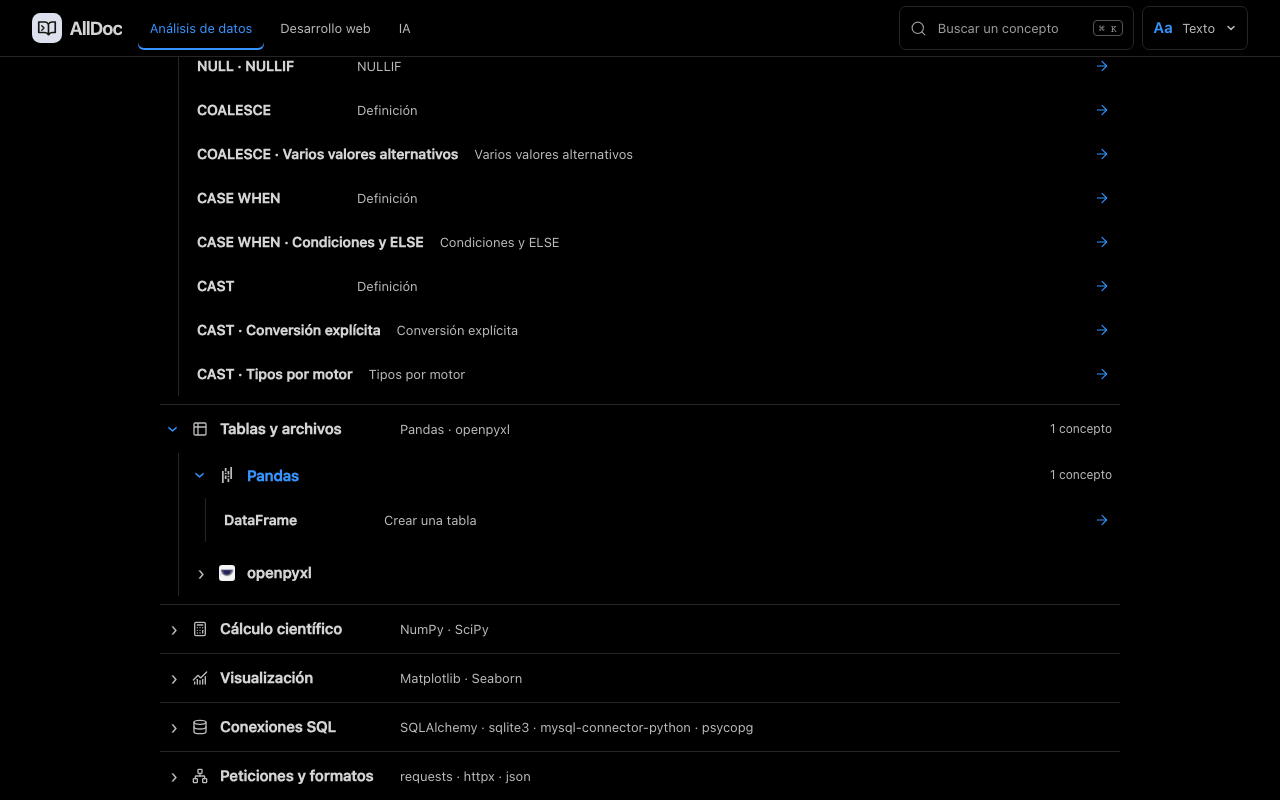 AllDoc Análisis de datos Desarrollo web IA Buscar un concepto ⌘ K Aa Texto
NULL · NULLIF NULLIF
COALESCE Definición
COALESCE · Varios valores alternativos Varios valores alternativos
CASE WHEN Definición
CASE WHEN · Condiciones y ELSE Condiciones y ELSE
CAST Definición
CAST · Conversión explícita Conversión explícita
CAST · Tipos por motor Tipos por motor
Tablas y archivos Pandas · openpyxl 1 concepto
Pandas 1 concepto
DataFrame Crear una tabla
openpyxl
Cálculo científico NumPy · SciPy
Visualización Matplotlib · Seaborn
Conexiones SQL SQLAlchemy · sqlite3 · mysql-connector-python · psycopg
Peticiones y formatos requests · httpx · json